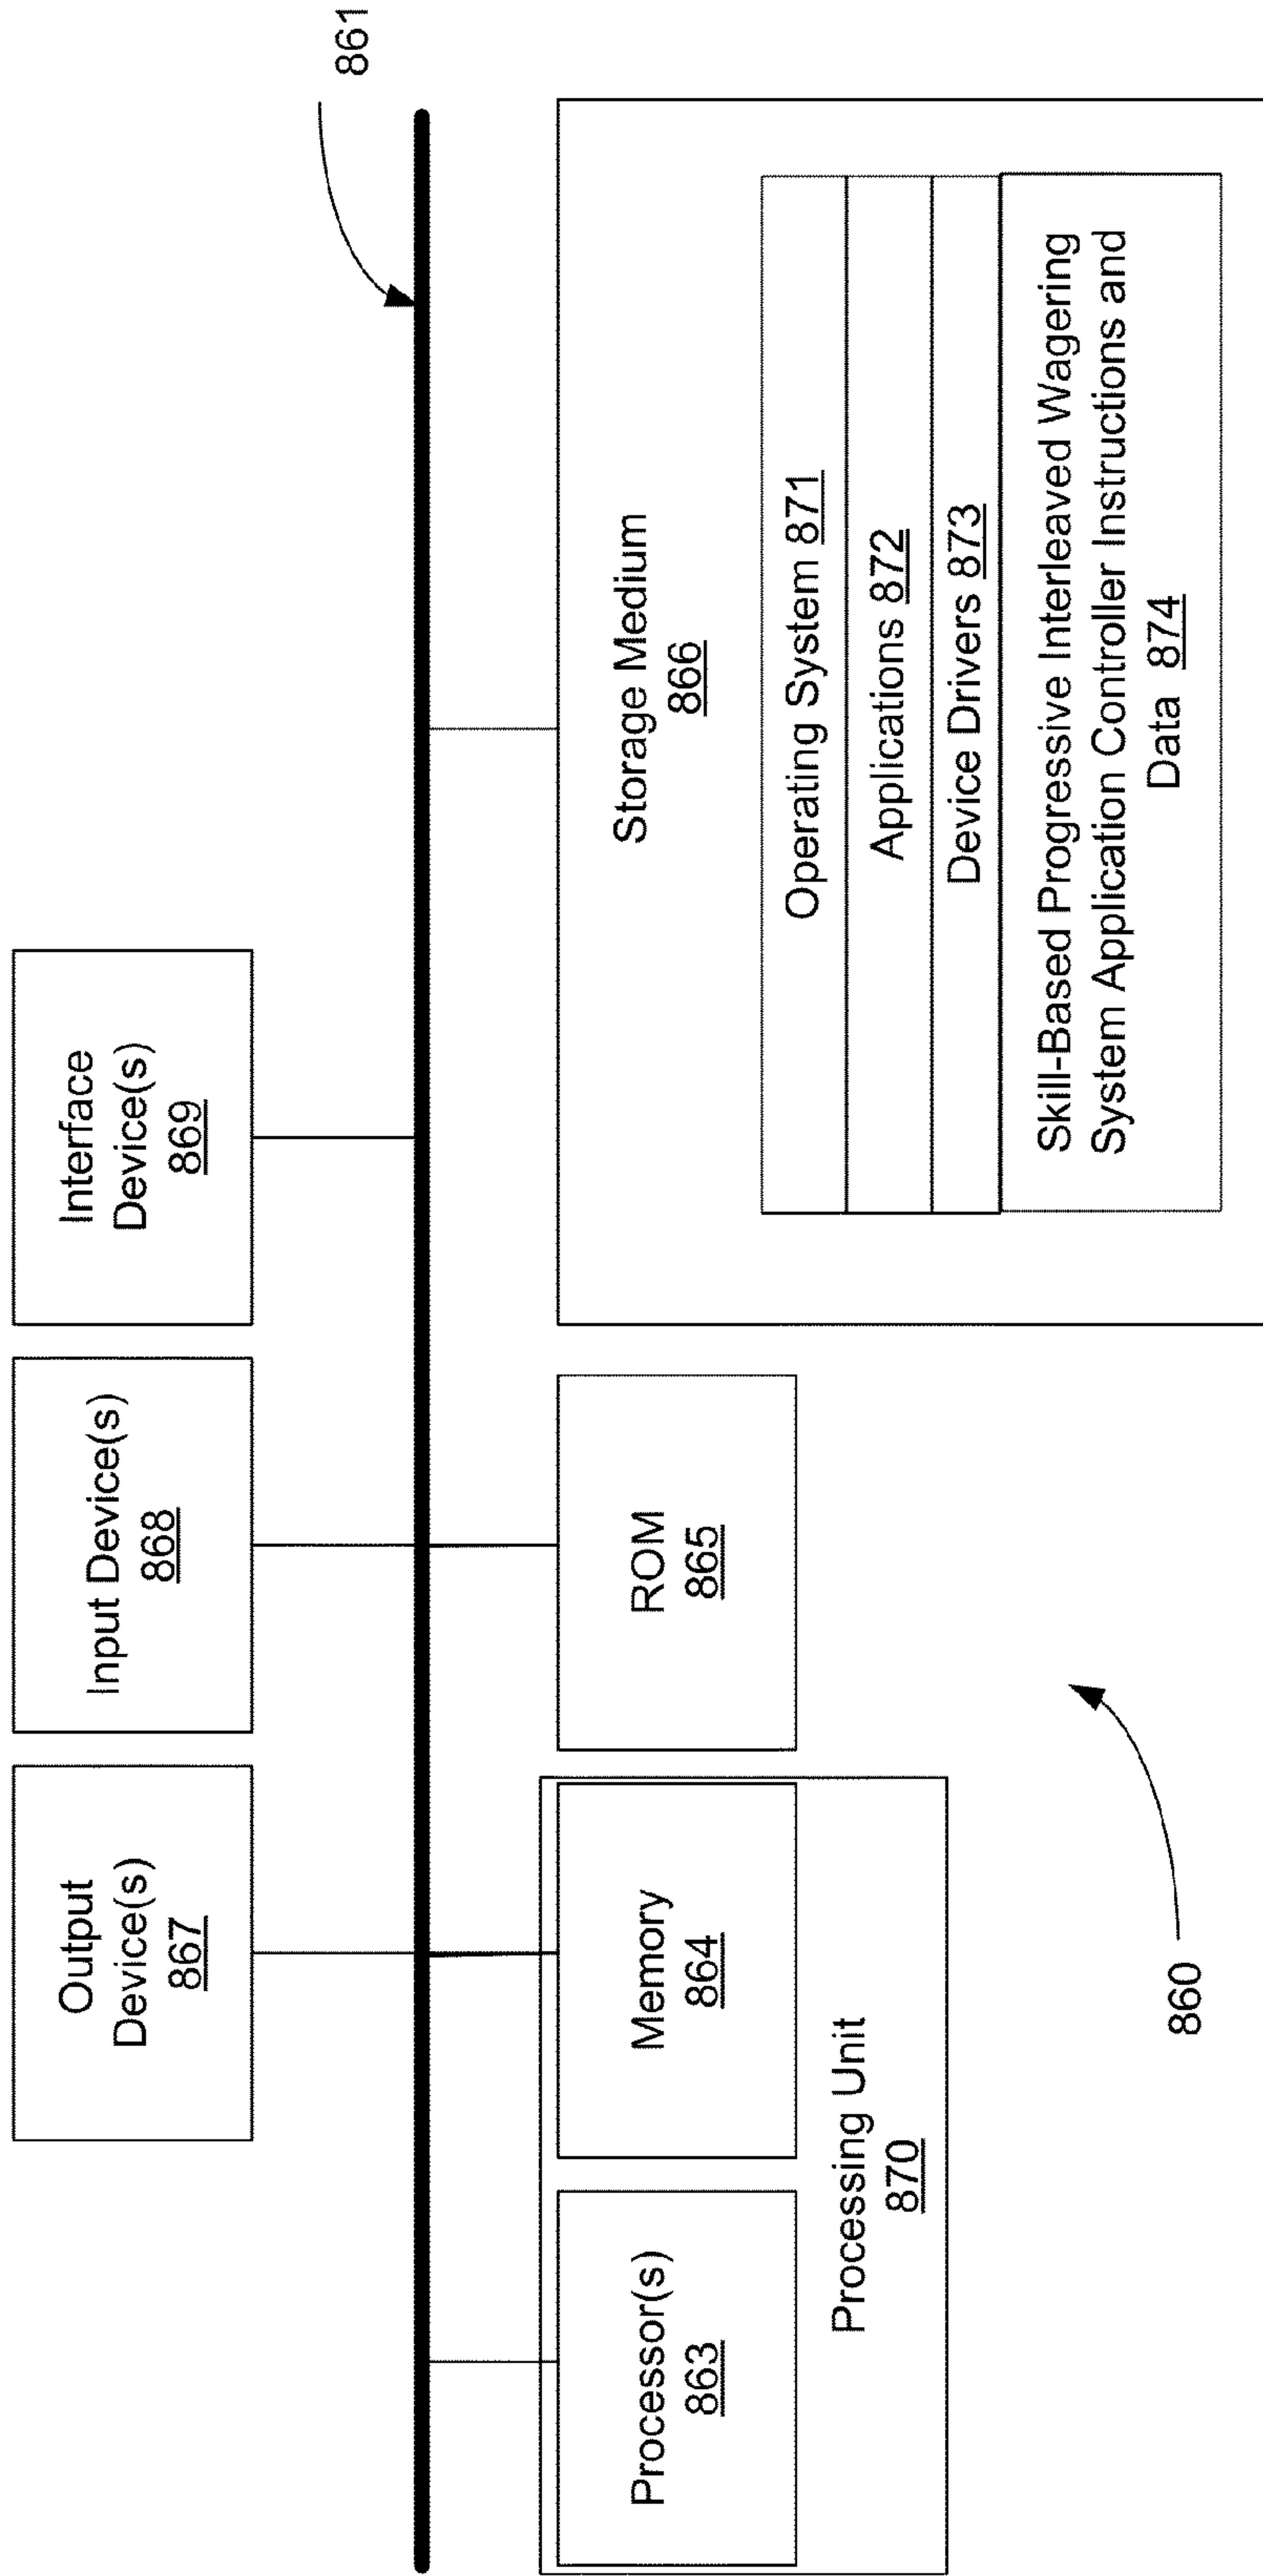 861
Output
Device(s)
867
Input Device(s)
868
Interface
Device(s)
869
Processor(s)
863
Memory
864
Processing Unit
870
ROM
865
Storage Medium
866
Operating System 871
Applications 872
Device Drivers 873
Skill-Based Progressive Interleaved Wagering
System Application Controller Instructions and
Data 874
860